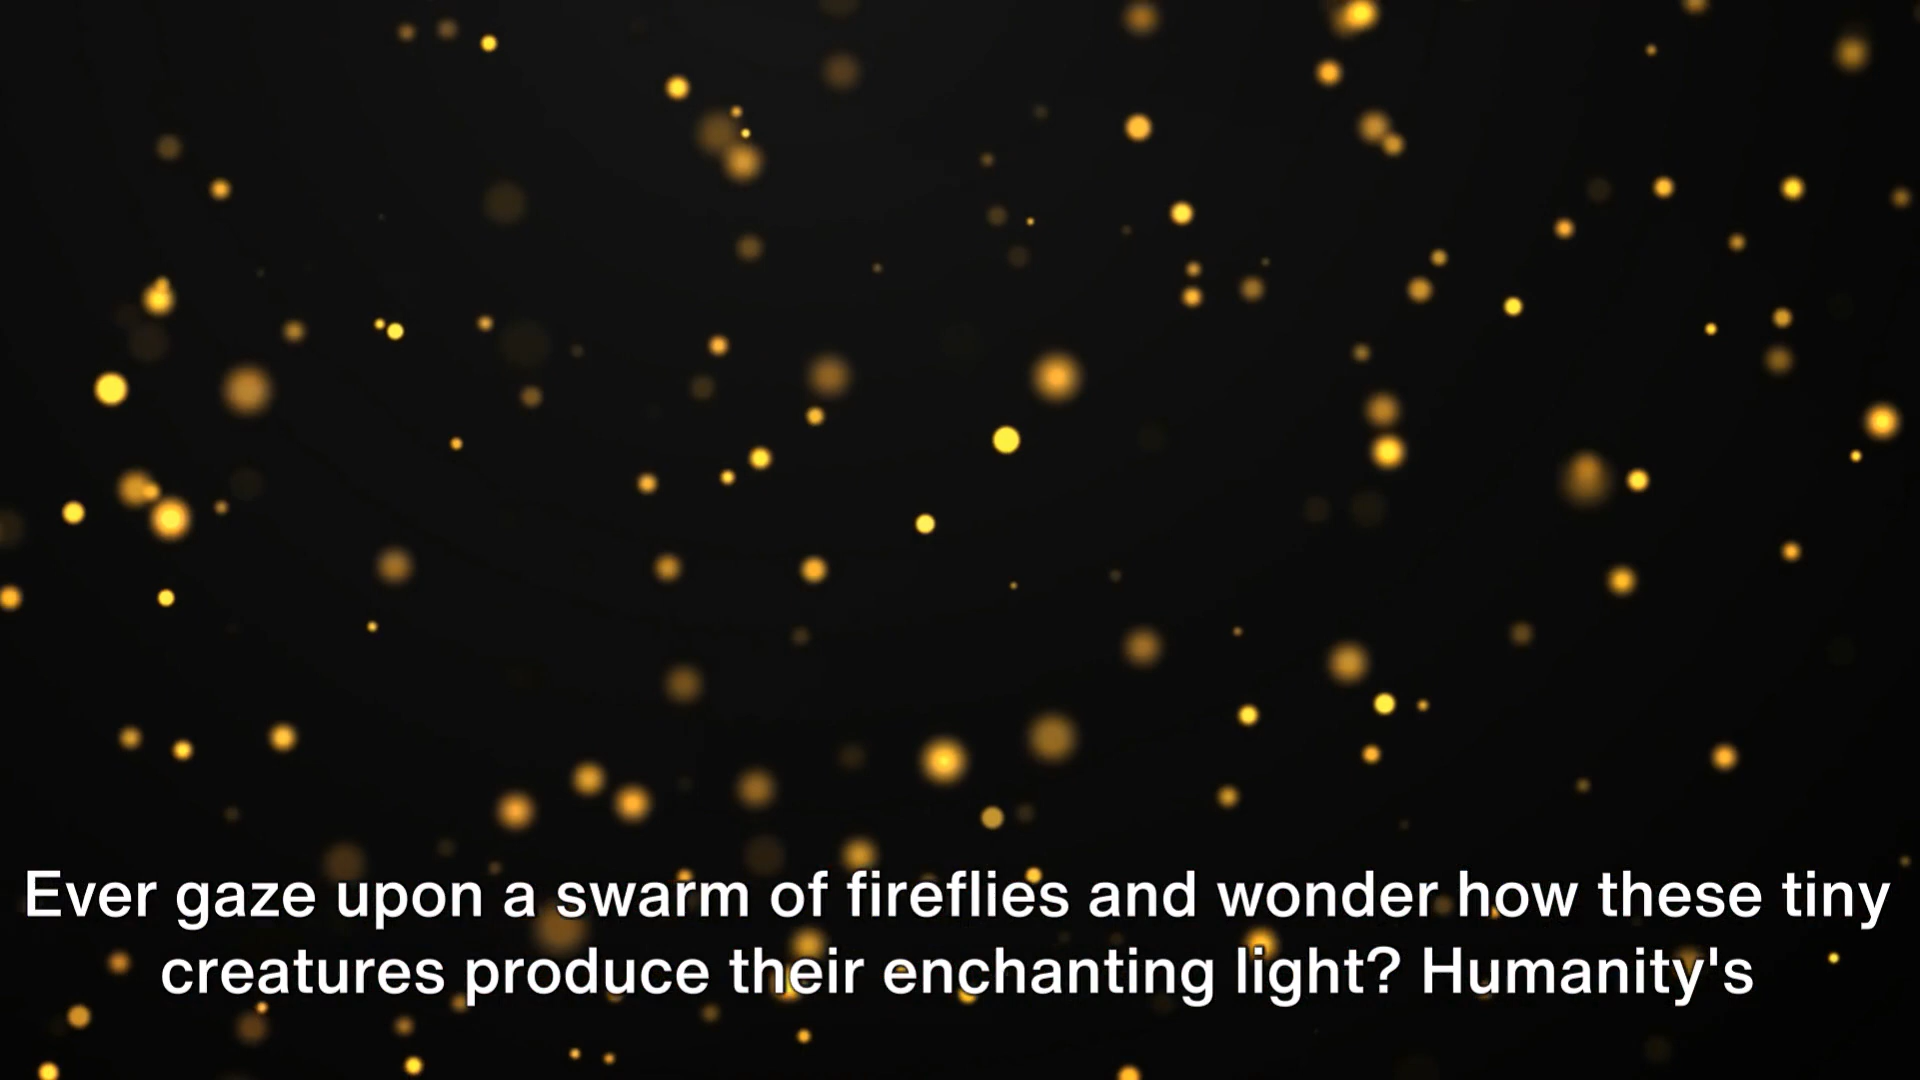 Ever gaze upon a swarm of fireflies and wonder how these tiny
creatures produce their enchanting light? Humanity's